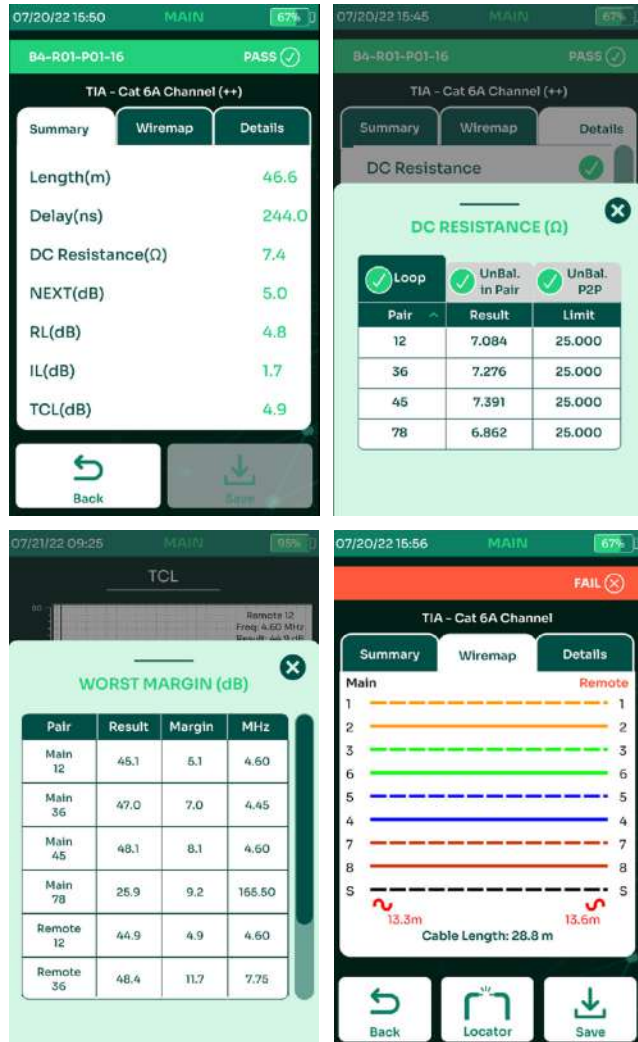 07/20/22 15:50 MAIN 67%
B4-R01-P01-16 PASS
TIA - Cat 6A Channel (++)
Summary Wiremap Details
Length(m) 46.6
Delay(ns) 244.0
DC Resistance(Ω) 7.4
NEXT(dB) 5.0
RL(dB) 4.8
IL(dB) 1.7
TCL(dB) 4.9
Back Save
07/20/22 15:45 MAIN 67%
B4-R01-P01-16 PASS
TIA - Cat 6A Channel (++)
Summary Wiremap Details
DC Resistance
DC RESISTANCE (Ω)
Loop UnBal. in Pair UnBal. P2P
Pair Result Limit
12 7.084 25.000
36 7.276 25.000
45 7.391 25.000
78 6.862 25.000
07/21/22 09:25 MAIN 95%
TCL
Remote 12
Freq: 4.60 MHz
Result: 44.9 dB
WORST MARGIN (dB)
Pair Result Margin MHz
Main 12 45.1 5.1 4.60
Main 36 47.0 7.0 4.45
Main 45 48.1 8.1 4.60
Main 78 25.9 9.2 165.50
Remote 12 44.9 4.9 4.60
Remote 36 48.4 11.7 7.75
07/20/22 15:56 MAIN 67%
FAIL
TIA - Cat 6A Channel
Summary Wiremap Details
Main Remote
1 1
2 2
3 3
6 6
5 5
4 4
7 7
8 8
S S
13.3m 13.6m
Cable Length: 28.8 m
Back Locator Save